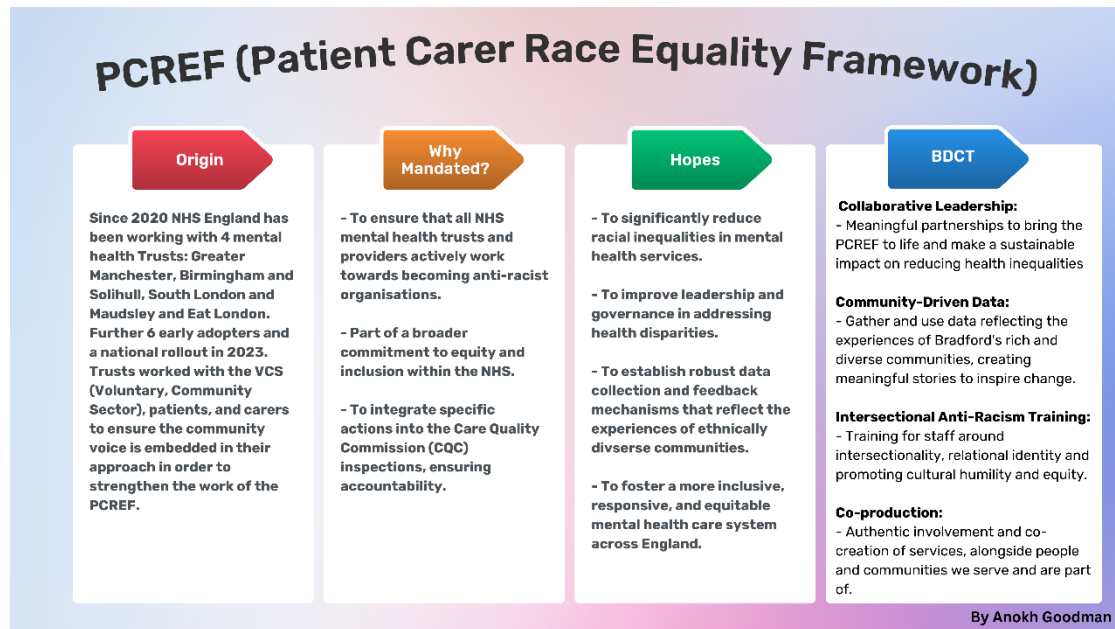 PCREF (Patient Carer Race Equality Framework)
Origin
Since 2020 NHS England has
been working with 4 mental
health Trusts: Greater
Manchester, Birmingham and
Solihull, South London and
Maudsley and Eat London.
Further 6 early adopters and
a national rollout in 2023.
Trusts worked with the VCS
(Voluntary, Community
Sector), patients, and carers
to ensure the community
voice is embedded in their
approach in order to
strengthen the work of the
PCREF.
Why
Mandated?
- To ensure that all NHS
mental health trusts and
providers actively work
towards becoming anti-racist
organisations.
- Part of a broader
commitment to equity and
inclusion within the NHS.
- To integrate specific
actions into the Care Quality
Commission (CQC)
inspections, ensuring
accountability.
Hopes
- To significantly reduce
racial inequalities in mental
health services.
- To improve leadership and
governance in addressing
health disparities.
- To establish robust data
collection and feedback
mechanisms that reflect the
experiences of ethnically
diverse communities.
- To foster a more inclusive,
responsive, and equitable
mental health care system
across England.
BDCT
Collaborative Leadership:
- Meaningful partnerships to bring the
PCREF to life and make a sustainable
impact on reducing health inequalities
Community-Driven Data:
- Gather and use data reflecting the
experiences of Bradford's rich and
diverse communities, creating
meaningful stories to inspire change.
Intersectional Anti-Racism Training:
- Training for staff around
intersectionality, relational identity and
promoting cultural humility and equity.
Co-production:
- Authentic involvement and co-
creation of services, alongside people
and communities we serve and are part
of.
By Anokh Goodman